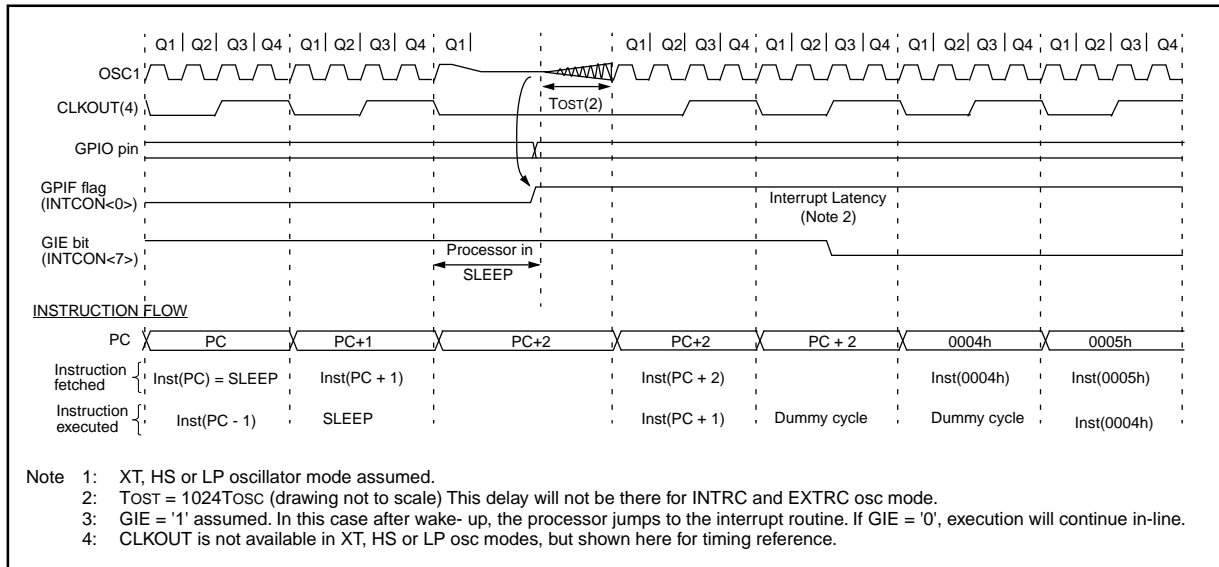 Q1 Q2 Q3 Q4 Q1 Q2 Q3 Q4 Q1 Q1 Q2 Q3 Q4 Q1 Q2 Q3 Q4 Q1 Q2 Q3 Q4 Q1 Q2 Q3 Q4
OSC1
TOST(2)
CLKOUT(4)
GPIO pin
GPIF flag
(INTCON<0>)
Interrupt Latency
(Note 2)
GIE bit
(INTCON<7>)
Processor in
SLEEP
INSTRUCTION FLOW
PC PC PC+1 PC+2 PC+2 PC + 2 0004h 0005h
Instruction
fetched
Inst(PC) = SLEEP Inst(PC + 1) Inst(PC + 2) Inst(0004h) Inst(0005h)
Instruction
executed
Inst(PC - 1) SLEEP Inst(PC + 1) Dummy cycle Dummy cycle Inst(0004h)
Note 1: XT, HS or LP oscillator mode assumed.
2: TOST = 1024TOSC (drawing not to scale) This delay will not be there for INTRC and EXTRC osc mode.
3: GIE = '1' assumed. In this case after wake- up, the processor jumps to the interrupt routine. If GIE = '0', execution will continue in-line.
4: CLKOUT is not available in XT, HS or LP osc modes, but shown here for timing reference.